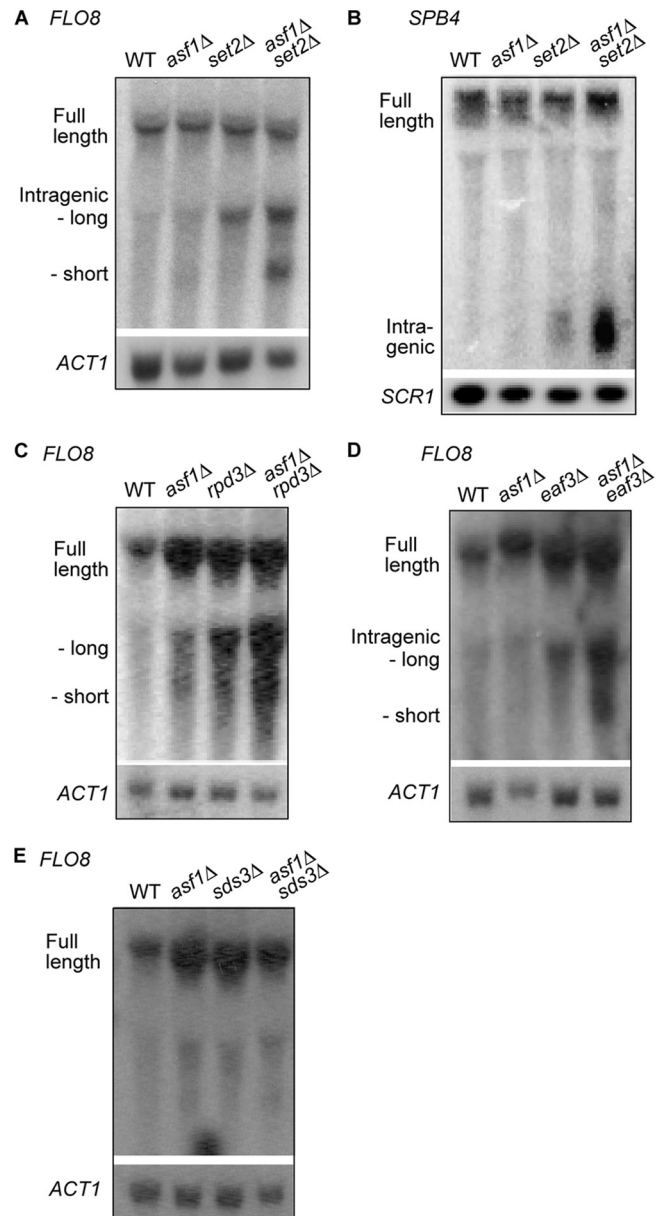 A FLO8
WT asf1Δ set2Δ asf1Δ set2Δ
Full length
Intragenic
- long
- short
ACT1
B SPB4
WT asf1Δ set2Δ asf1Δ set2Δ
Full length
Intra-
genic
SCR1
C FLO8
WT asf1Δ rpd3Δ asf1Δ rpd3Δ
Full length
- long
- short
ACT1
D FLO8
WT asf1Δ eaf3Δ asf1Δ eaf3Δ
Full length
Intragenic
- long
- short
ACT1
E FLO8
WT asf1Δ sds3Δ asf1Δ sds3Δ
Full length
ACT1